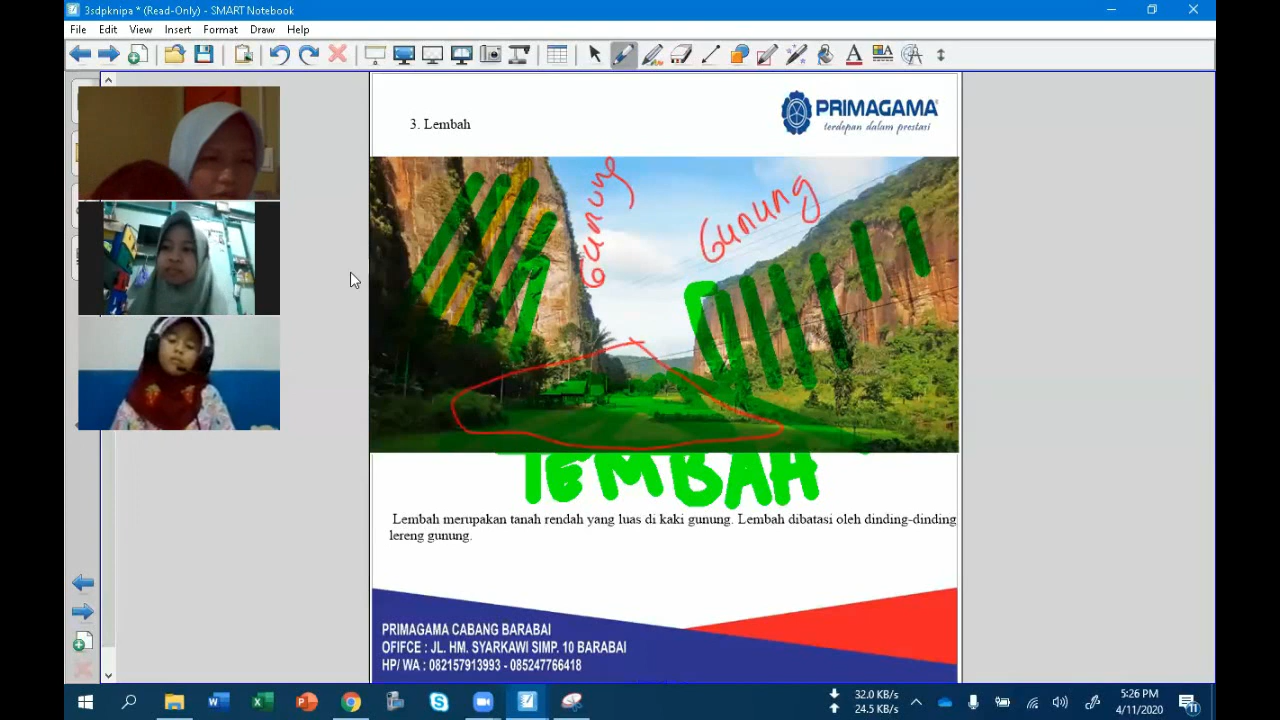 3sdpknipa * (Read-Only) - SMART Notebook
File Edit View Insert Format Draw Help
3. Lembah
PRIMAGAMA
terdepan dalam prestasi
Gunung
Gunung
LEMBAH
Lembah merupakan tanah rendah yang luas di kaki gunung. Lembah dibatasi oleh dinding-dinding
lereng gunung.
PRIMAGAMA CABANG BARABAI
OFIFCE : JL. HM. SYARKAWI SIMP. 10 BARABAI
HP/ WA : 082157913993 - 085247766418
32.0 KB/s
24.5 KB/s
5:26 PM
4/11/2020
11